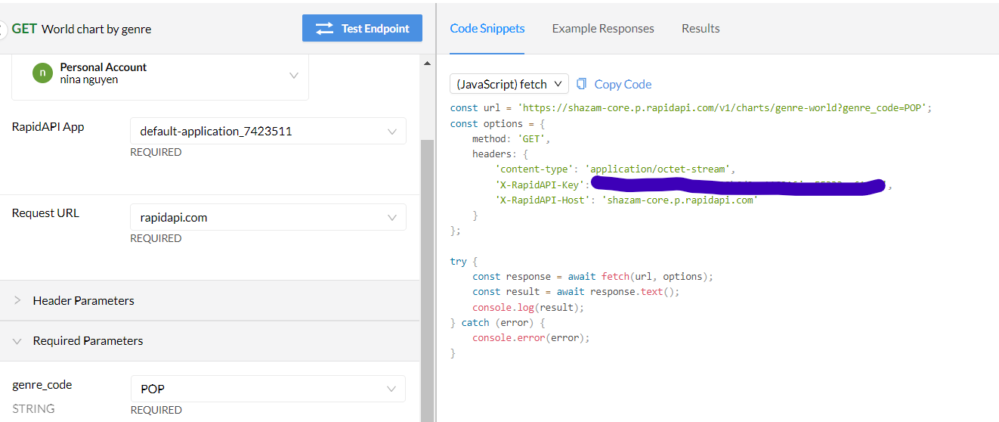 GET World chart by genre
Test Endpoint
n
Personal Account
nina nguyen
RapidAPI App
default-application_7423511
REQUIRED
Request URL
rapidapi.com
REQUIRED
Header Parameters
Required Parameters
genre_code
POP
STRING
REQUIRED
Code Snippets
Example Responses
Results
(JavaScript) fetch
Copy Code
const url = 'https://shazam-core.p.rapidapi.com/v1/charts/genre-world?genre_code=POP';
const options = {
    method: 'GET',
    headers: {
        'content-type': 'application/octet-stream',
        'X-RapidAPI-Key': ',
        'X-RapidAPI-Host': 'shazam-core.p.rapidapi.com'
    }
};
try {
    const response = await fetch(url, options);
    const result = await response.text();
    console.log(result);
} catch (error) {
    console.error(error);
}